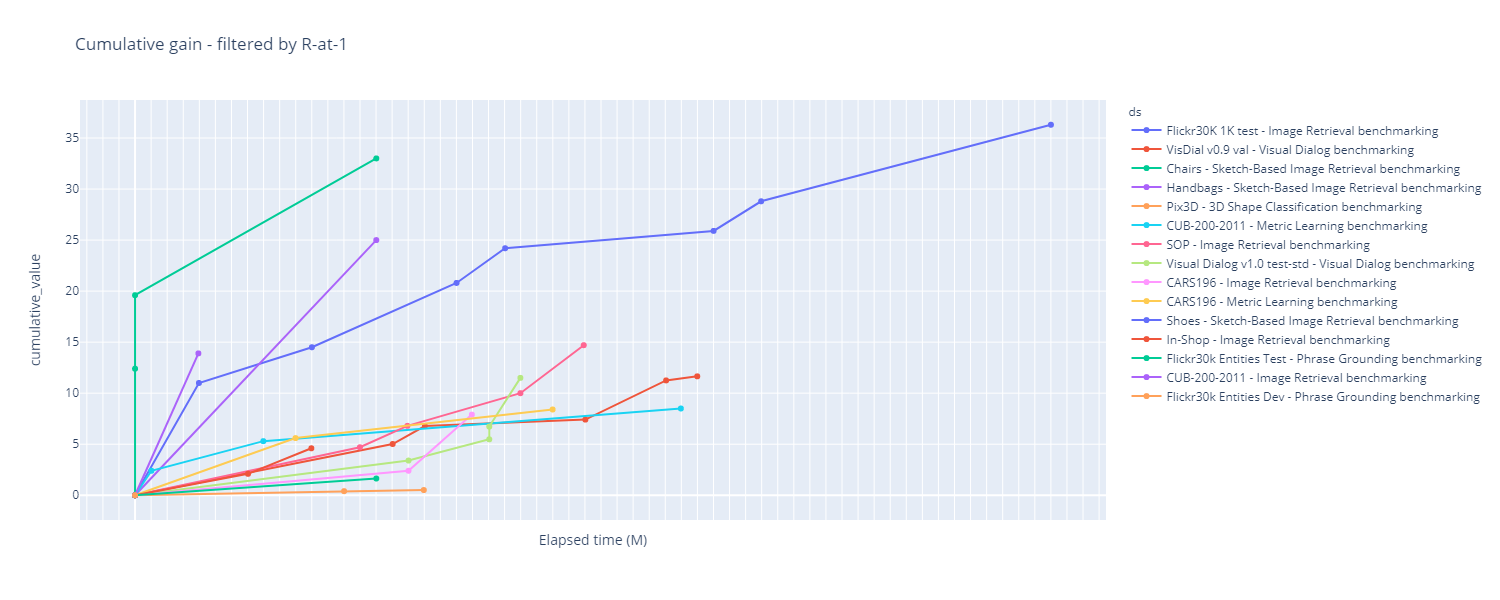 Cumulative gain - filtered by R-at-1
35
30
25
20
15
10
5
0
cumulative_value
Elapsed time (M)
ds
Flickr30K 1K test - Image Retrieval benchmarking
VisDial v0.9 val - Visual Dialog benchmarking
Chairs - Sketch-Based Image Retrieval benchmarking
Handbags - Sketch-Based Image Retrieval benchmarking
Pix3D - 3D Shape Classification benchmarking
CUB-200-2011 - Metric Learning benchmarking
SOP - Image Retrieval benchmarking
Visual Dialog v1.0 test-std - Visual Dialog benchmarking
CARS196 - Image Retrieval benchmarking
CARS196 - Metric Learning benchmarking
Shoes - Sketch-Based Image Retrieval benchmarking
In-Shop - Image Retrieval benchmarking
Flickr30k Entities Test - Phrase Grounding benchmarking
CUB-200-2011 - Image Retrieval benchmarking
Flickr30k Entities Dev - Phrase Grounding benchmarking